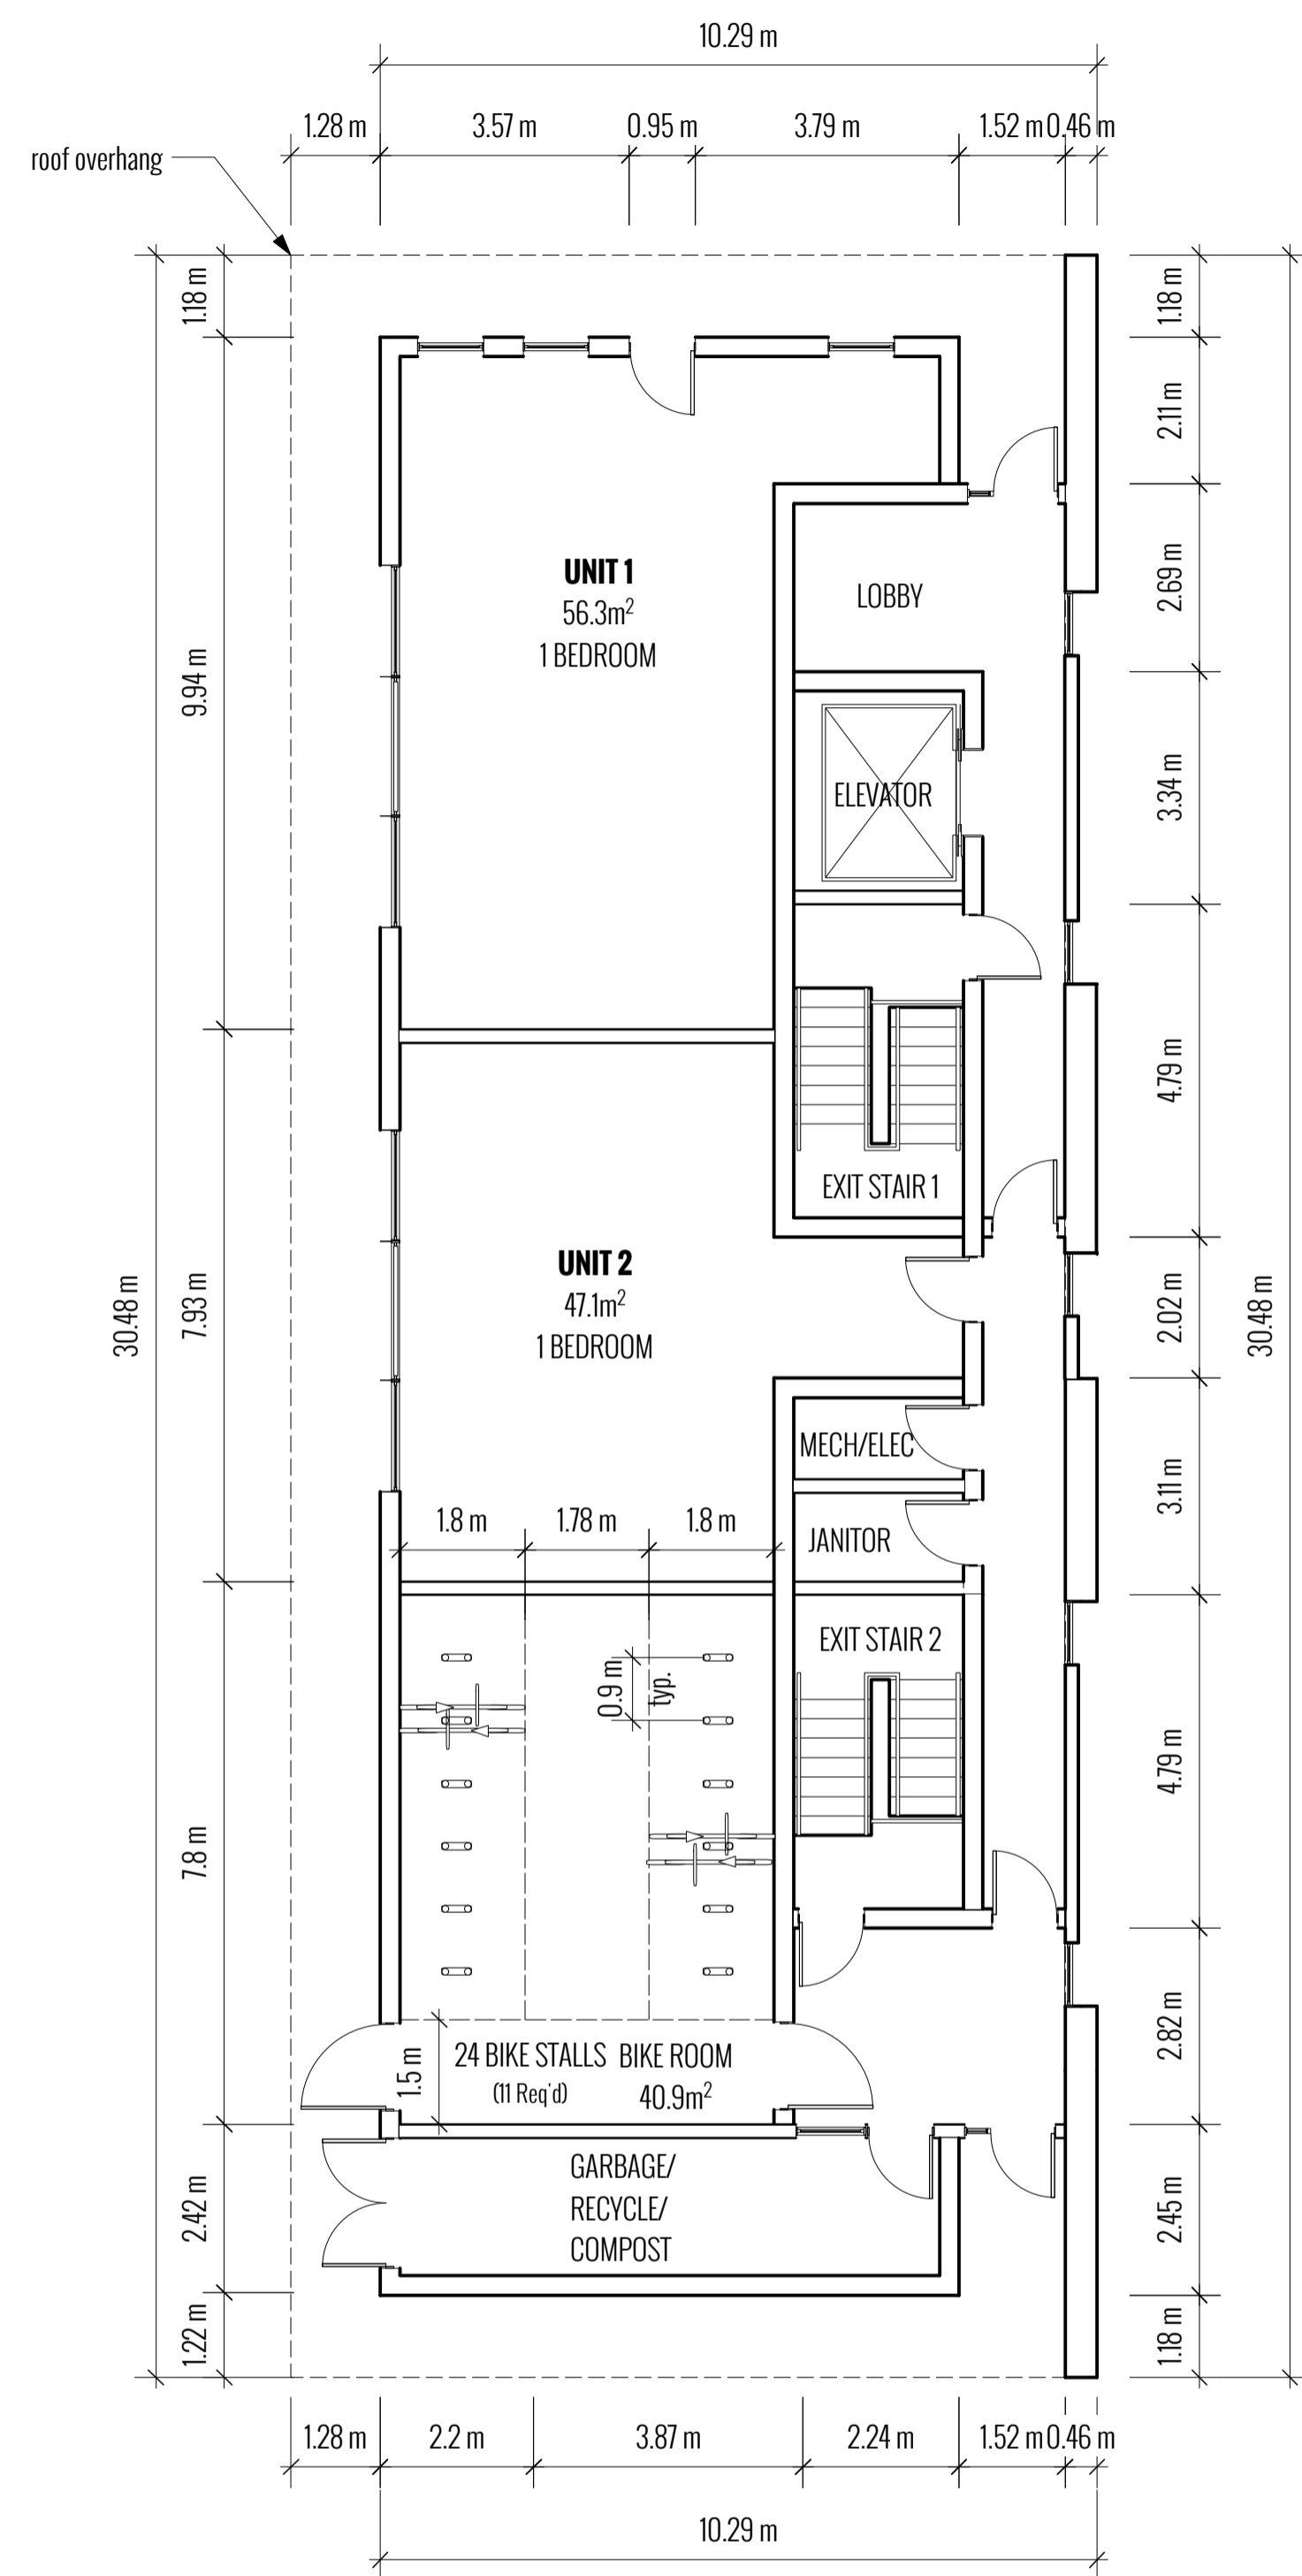 10.29 m
1.28 m 3.57 m 0.95 m 3.79 m 1.52 m 0.46 m
roof overhang
1.18 m
1.18 m
2.11 m
UNIT 1
56.3m²
1 BEDROOM
LOBBY
2.69 m
9.94 m
ELEVATOR
3.34 m
4.79 m
EXIT STAIR 1
UNIT 2
47.1m²
1 BEDROOM
30.48 m
7.93 m
2.02 m
30.48 m
MECH/ELEC
3.11 m
1.8 m 1.78 m 1.8 m
JANITOR
EXIT STAIR 2
0.9 m
typ.
4.79 m
7.8 m
24 BIKE STALLS BIKE ROOM
(11 Req'd) 40.9m²
1.5 m
2.82 m
GARBAGE/
RECYCLE/
COMPOST
2.42 m
2.45 m
1.22 m
1.18 m
1.28 m 2.2 m 3.87 m 2.24 m 1.52 m 0.46 m
10.29 m